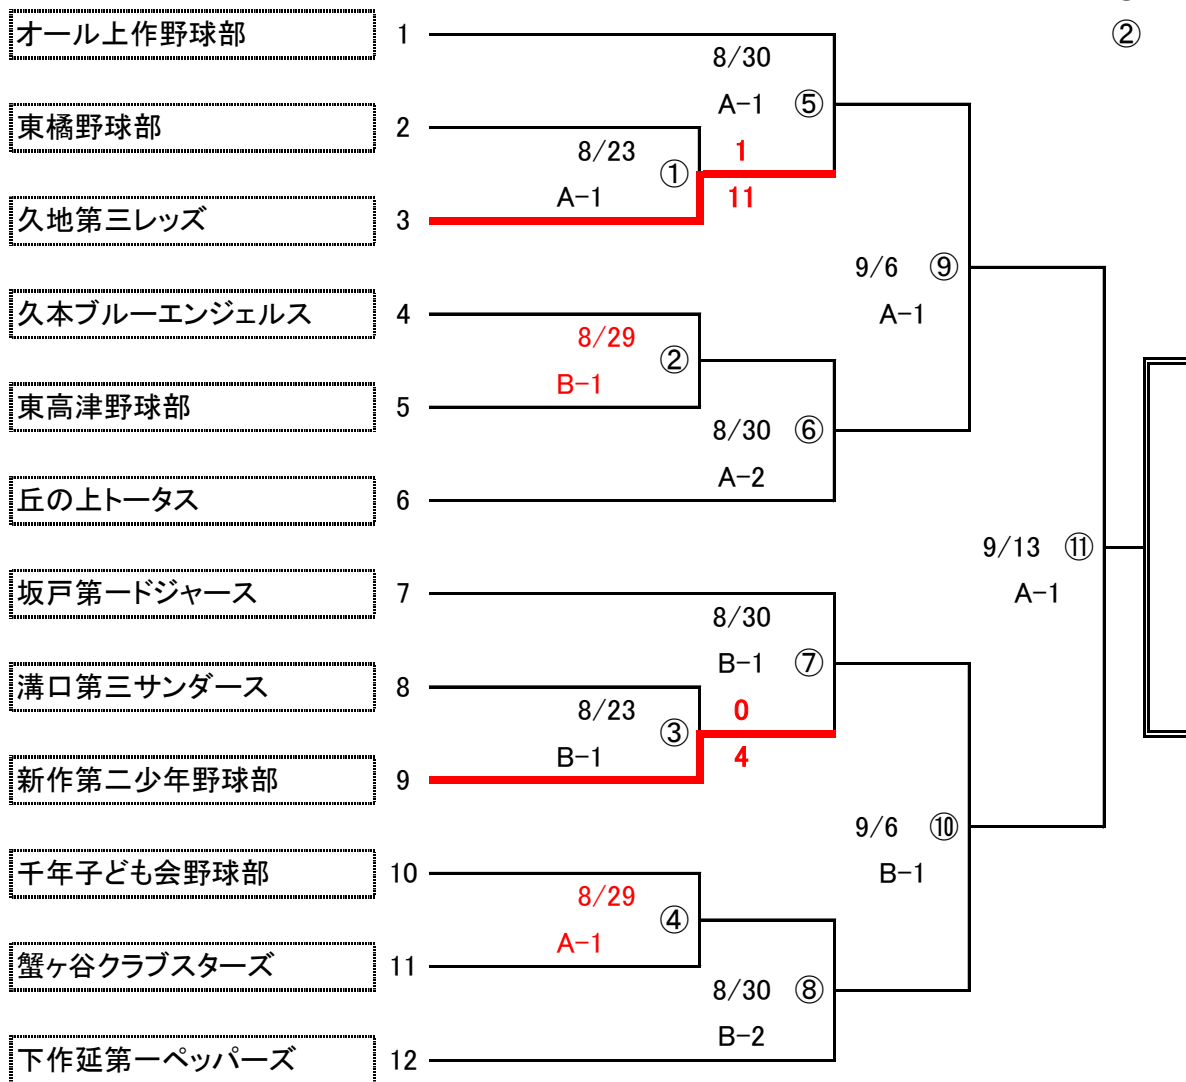 オール上作野球部 1
②
8/30
A-1 ⑤
東橘野球部 2
8/23 ① 1
A-1 11
久地第三レッズ 3
9/6 ⑨
A-1
久本ブルーエンジェルス 4
8/29 ②
B-1
東高津野球部 5
8/30 ⑥
A-2
丘の上トータス 6
9/13 ⑪
A-1
坂戸第一ドジャース 7
8/30
B-1 ⑦
溝口第三サンダース 8
8/23 ③ 0
B-1 4
新作第二少年野球部 9
9/6 ⑩
B-1
千年子ども会野球部 10
8/29 ④
A-1
蟹ヶ谷クラブスターズ 11
8/30 ⑧
B-2
下作延第一ペッパーズ 12